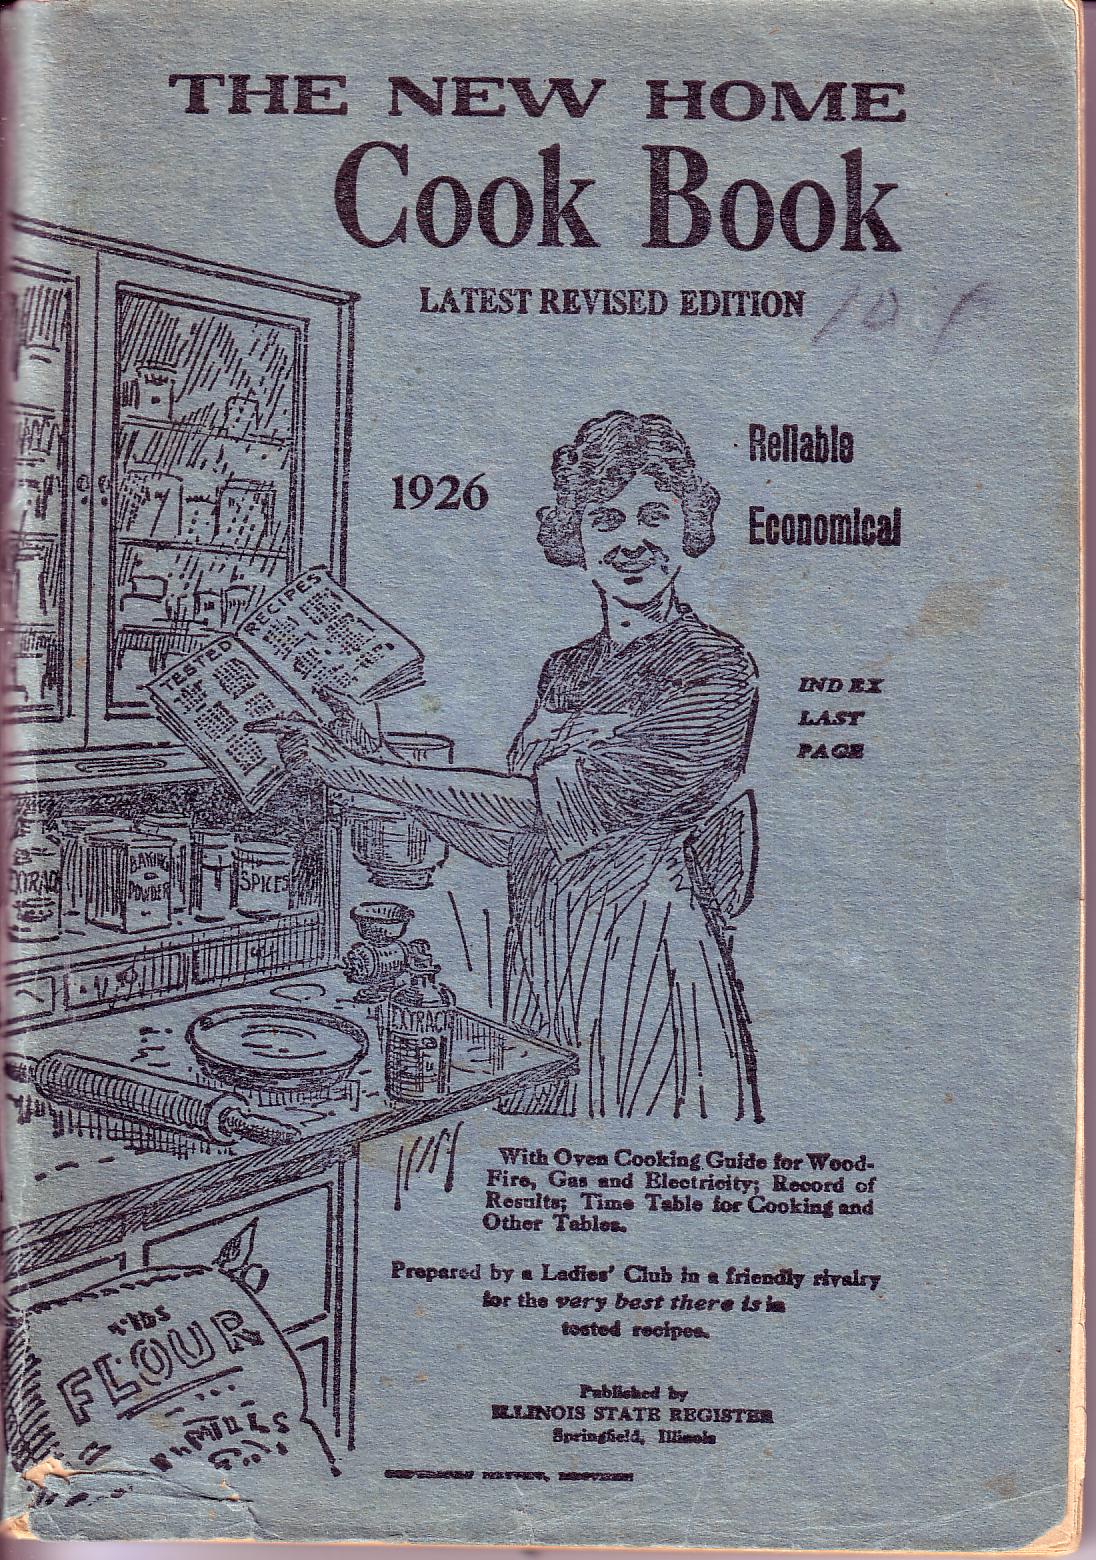 THE NEW HOME
Cook Book
LATEST REVISED EDITION
1926
Reliable
Economical
RECIPES
TESTED
INDEX
LAST
PAGE
BAKING
POWDER
SPICES
XTRAC
With Oven Cooking Guide for Wood-
Fire, Gas and Electricity; Record of
Results; Time Table for Cooking and
Other Tables.
Prepared by a Ladies' Club in a friendly rivalry
for the very best there is in
tested recipes.
FLOUR
MILLS
Published by
ILLINOIS STATE REGISTER
Springfield, Illinois